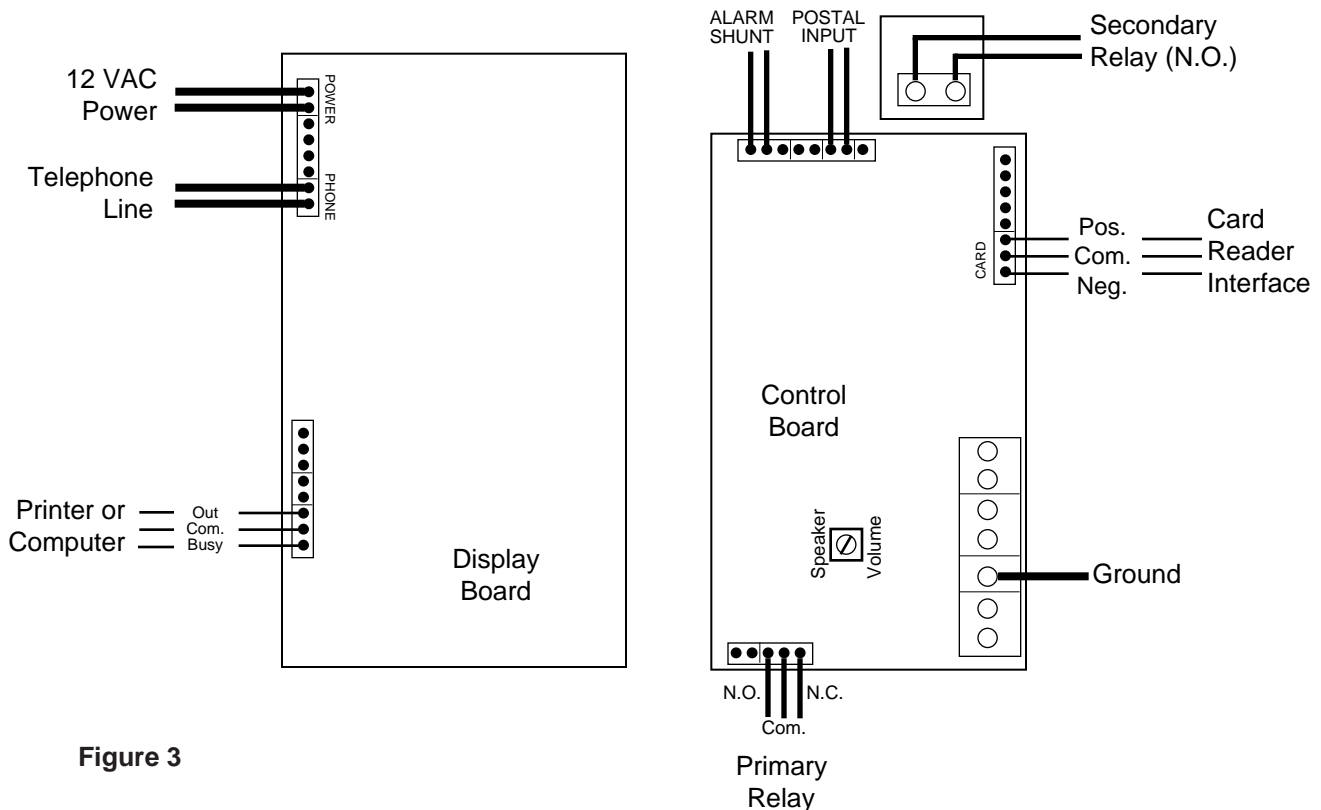 12 VAC
Power
POWER
Telephone
Line
PHONE
Printer or
Computer
Out
Com.
Busy
Display
Board
ALARM
SHUNT
POSTAL
INPUT
Secondary
Relay (N.O.)
CARD
Pos.
Com.
Neg.
Card
Reader
Interface
Control
Board
Speaker
Volume
Ground
N.O.
N.C.
Com.
Primary
Relay
Figure 3